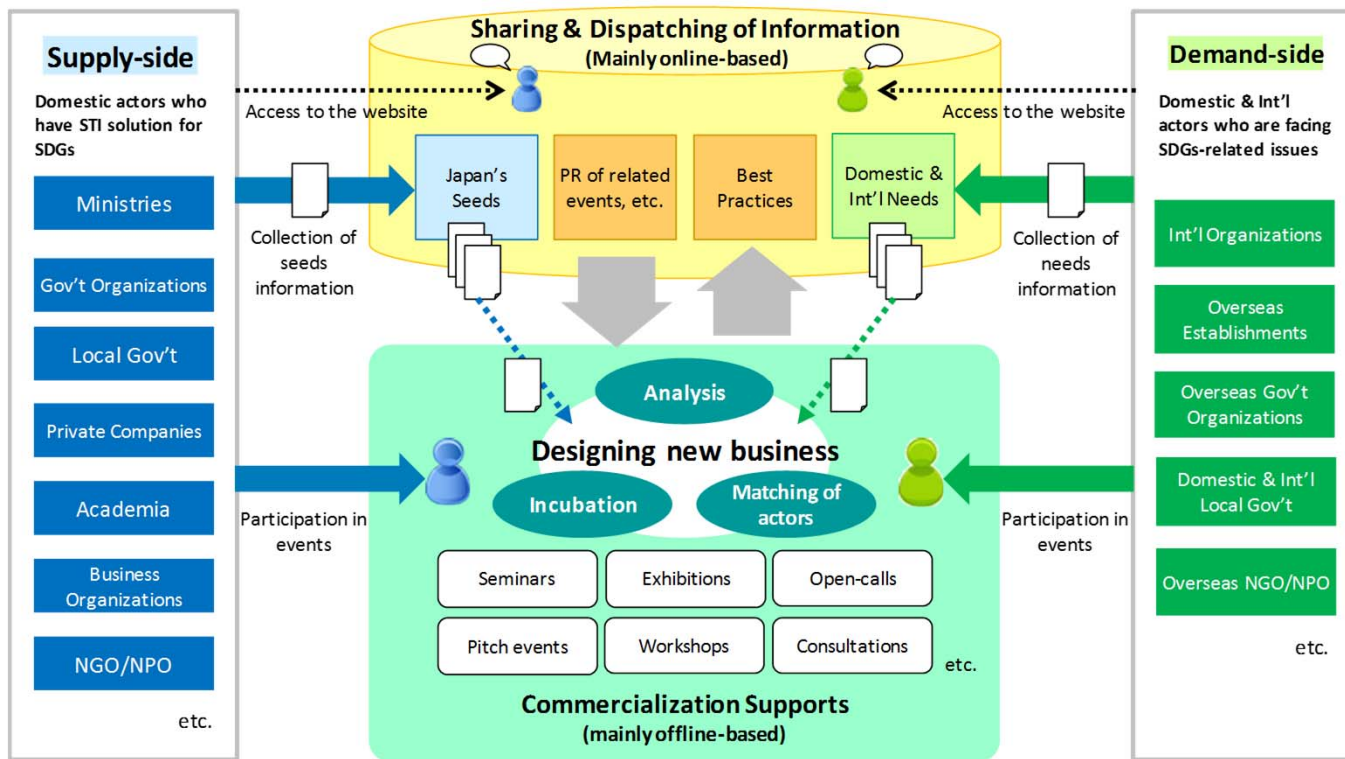 Supply-side
Domestic actors who
have STI solution for
SDGs
Ministries
Gov't Organizations
Local Gov't
Private Companies
Academia
Business
Organizations
NGO/NPO
etc.
Access to the website
Collection of
seeds
information
Participation in
events
Sharing & Dispatching of Information
(Mainly online-based)
Japan's
Seeds
PR of related
events, etc.
Best
Practices
Domestic &
Int'l Needs
Analysis
Designing new business
Incubation
Matching of
actors
Seminars
Exhibitions
Open-calls
Pitch events
Workshops
Consultations
etc.
Commercialization Supports
(mainly offline-based)
Access to the website
Collection of
needs
information
Participation in
events
Demand-side
Domestic & Int'l
actors who are facing
SDGs-related issues
Int'l Organizations
Overseas
Establishments
Overseas Gov't
Organizations
Domestic & Int'l
Local Gov't
Overseas NGO/NPO
etc.